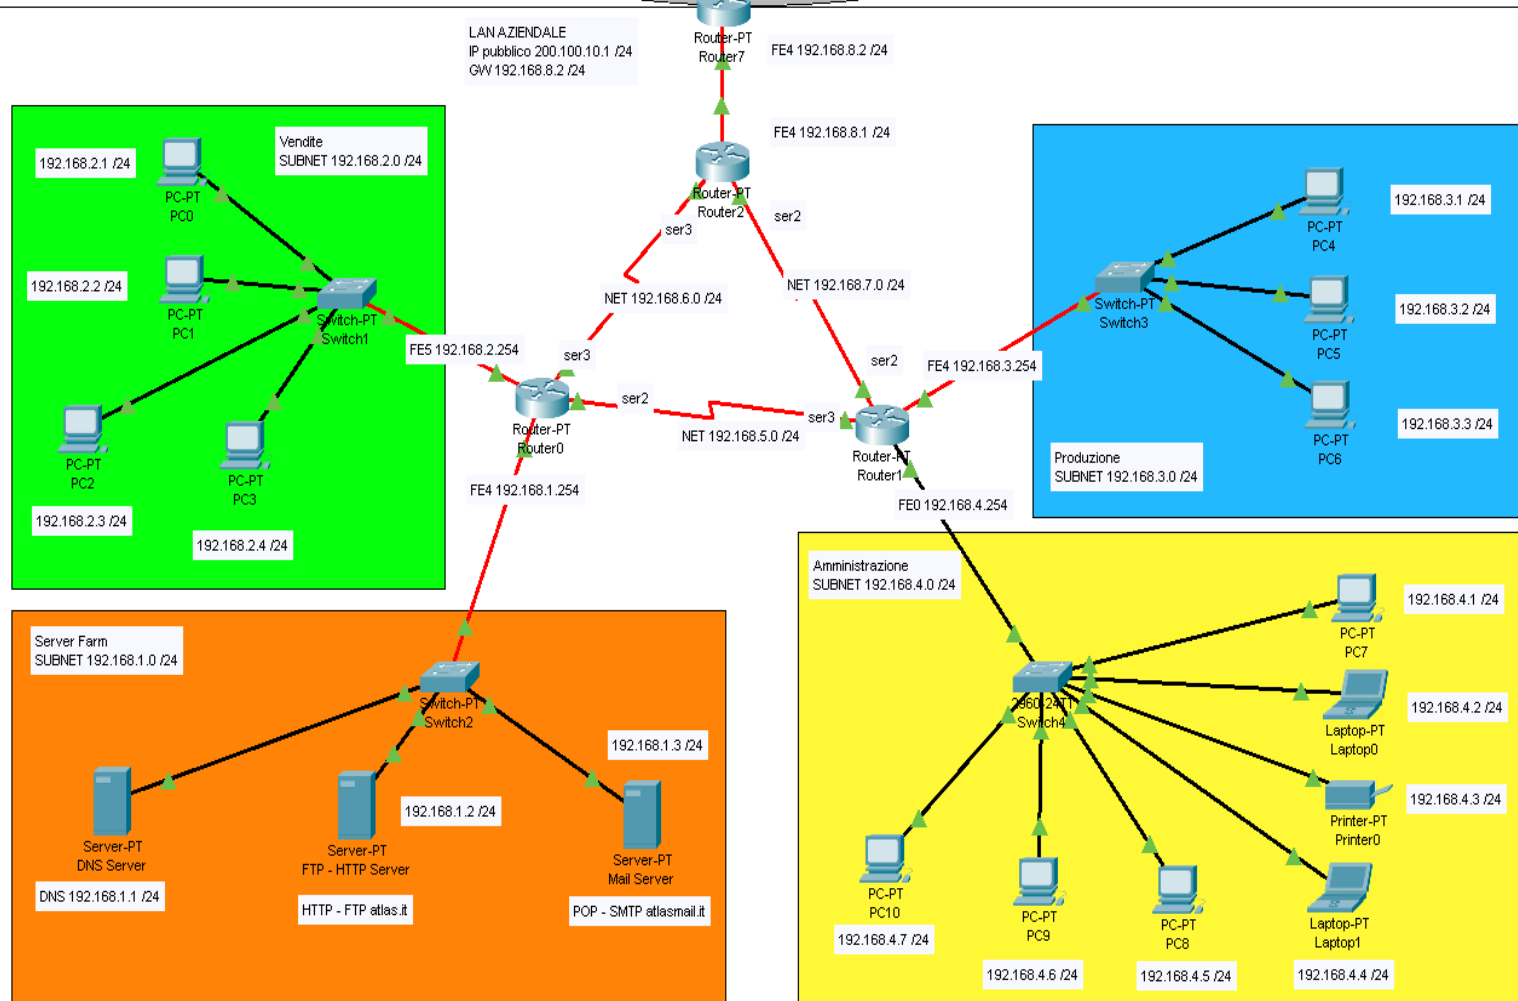 LAN AZIENDALE
IP pubblico 200.100.10.1 /24
GW 192.168.8.2 /24
Router-PT
Router7
FE4 192.168.8.2 /24
FE4 192.168.8.1 /24
Router-PT
Router2
ser3
ser2
NET 192.168.6.0 /24
NET 192.168.7.0 /24
Vendite
SUBNET 192.168.2.0 /24
192.168.2.1 /24
PC-PT
PC0
192.168.2.2 /24
PC-PT
PC1
Switch-PT
Switch1
PC-PT
PC2
192.168.2.3 /24
PC-PT
PC3
192.168.2.4 /24
FE5 192.168.2.254
ser3
ser2
Router-PT
Router0
FE4 192.168.1.254
NET 192.168.5.0 /24
ser2
ser3
Router-PT
Router1
FE4 192.168.3.254
FE0 192.168.4.254
192.168.3.1 /24
PC-PT
PC4
Switch-PT
Switch3
192.168.3.2 /24
PC-PT
PC5
192.168.3.3 /24
PC-PT
PC6
Produzione
SUBNET 192.168.3.0 /24
Server Farm
SUBNET 192.168.1.0 /24
Switch-PT
Switch2
192.168.1.3 /24
192.168.1.2 /24
Server-PT
DNS Server
DNS 192.168.1.1 /24
Server-PT
FTP - HTTP Server
HTTP - FTP atlas.it
Server-PT
Mail Server
POP - SMTP atlasmail.it
Amministrazione
SUBNET 192.168.4.0 /24
2960-24TT
Switch4
192.168.4.1 /24
PC-PT
PC7
192.168.4.2 /24
Laptop-PT
Laptop0
192.168.4.3 /24
Printer-PT
Printer0
PC-PT
PC10
192.168.4.7 /24
PC-PT
PC9
192.168.4.6 /24
PC-PT
PC8
192.168.4.5 /24
Laptop-PT
Laptop1
192.168.4.4 /24